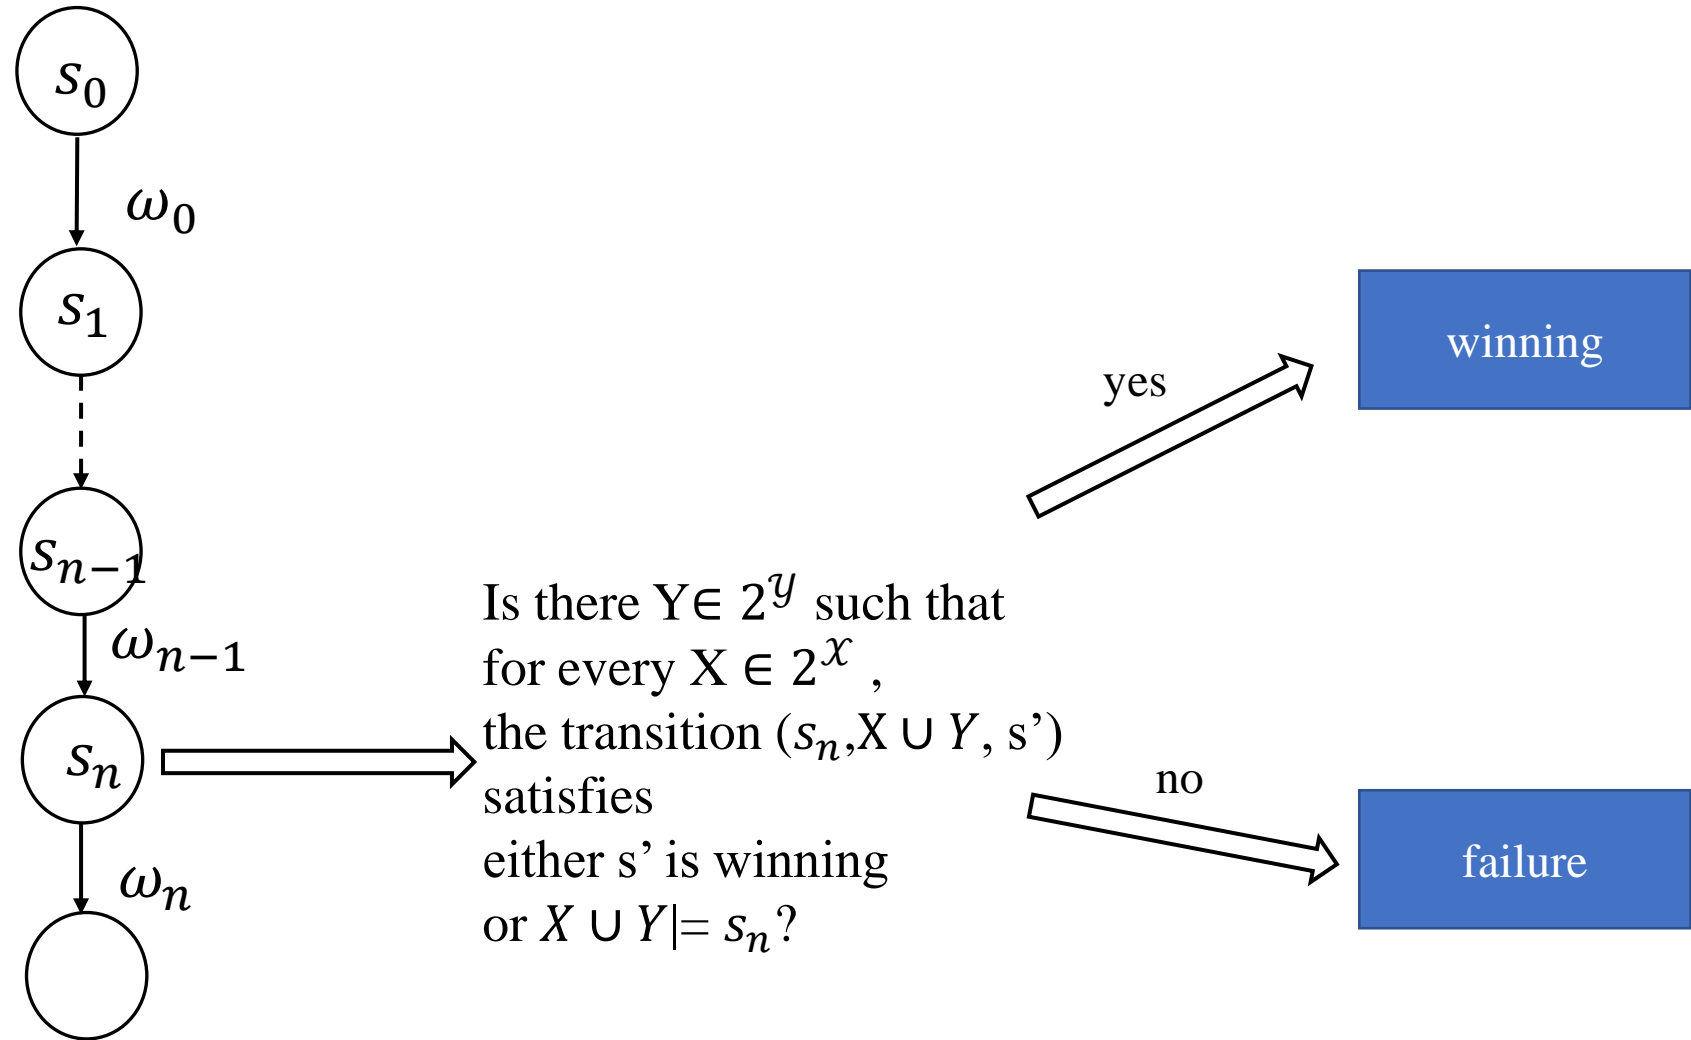 s₀
ω₀
s₁
sₙ₋₁
ωₙ₋₁
sₙ
ωₙ
Is there Y∈ 2^𝒴 such that
for every X ∈ 2^𝒳 ,
the transition (sₙ,X ∪ Y, s’)
satisfies
either s’ is winning
or X ∪ Y|= sₙ?
yes
winning
no
failure